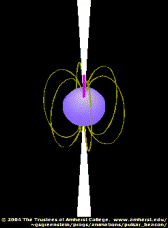 © 2004 The Trustees of Amherst College. www.amherst.edu/
~gsgreenstein/progs/animations/pulsar_beacon/